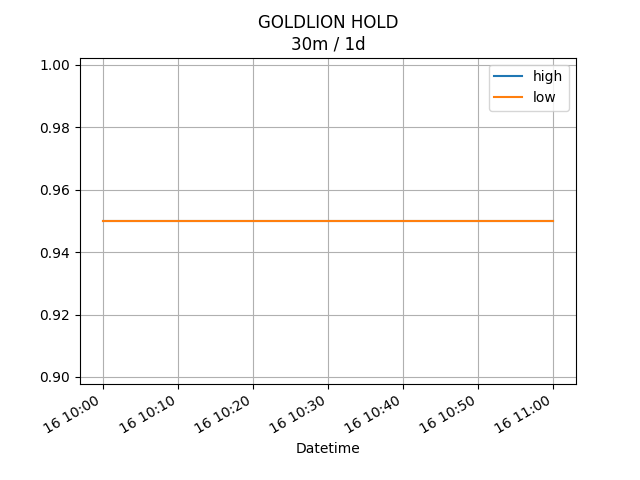 GOLDLION HOLD
30m / 1d
1.00
0.98
0.96
0.94
0.92
0.90
high
low
16 10:00
16 10:10
16 10:20
16 10:30
16 10:40
16 10:50
16 11:00
Datetime